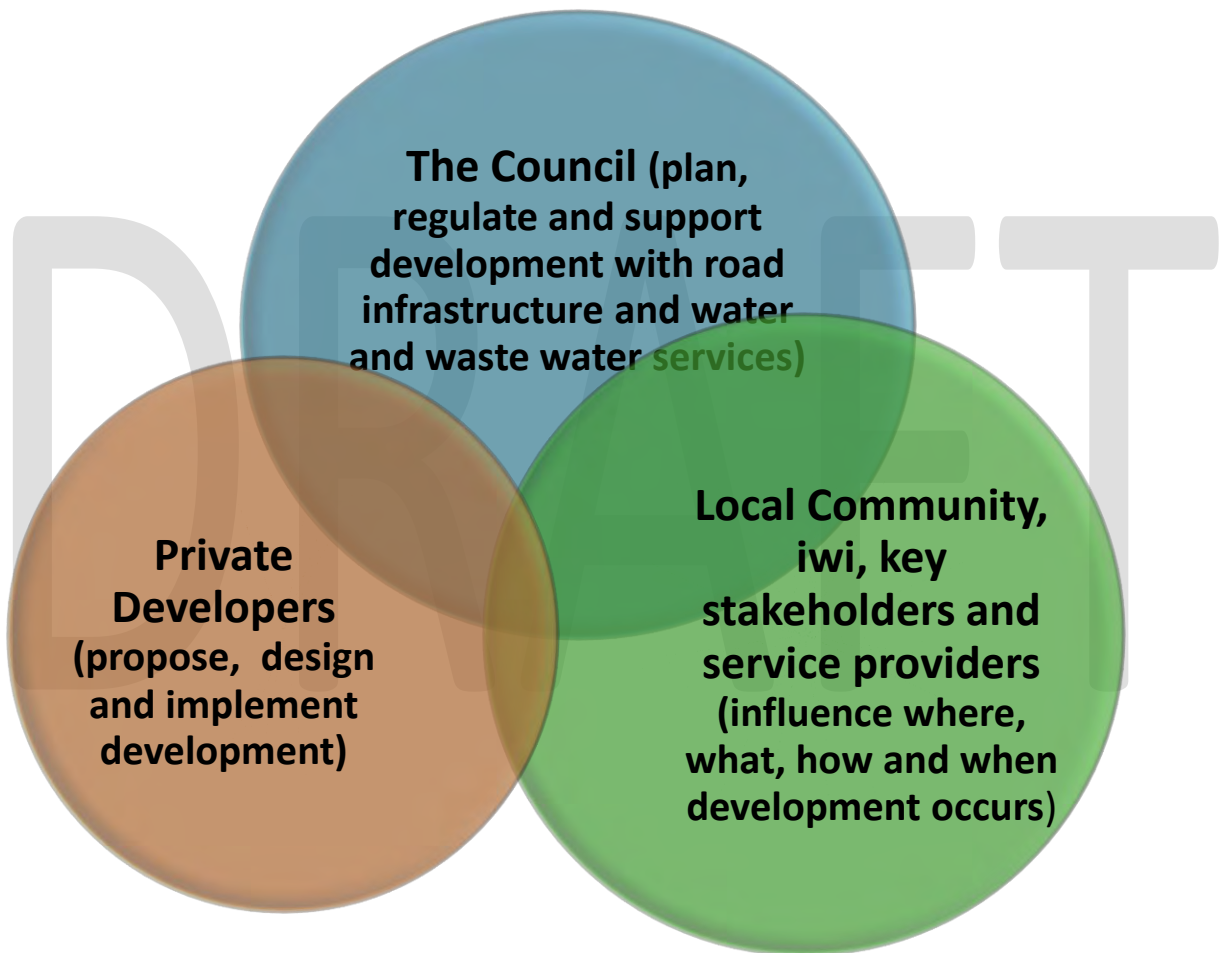 The Council (plan,
regulate and support
development with road
infrastructure and water
and waste water services)
DRAFT
Private
Developers
(propose,  design
and implement
development)
Local Community,
iwi, key
stakeholders and
service providers
(influence where,
what, how and when
development occurs)